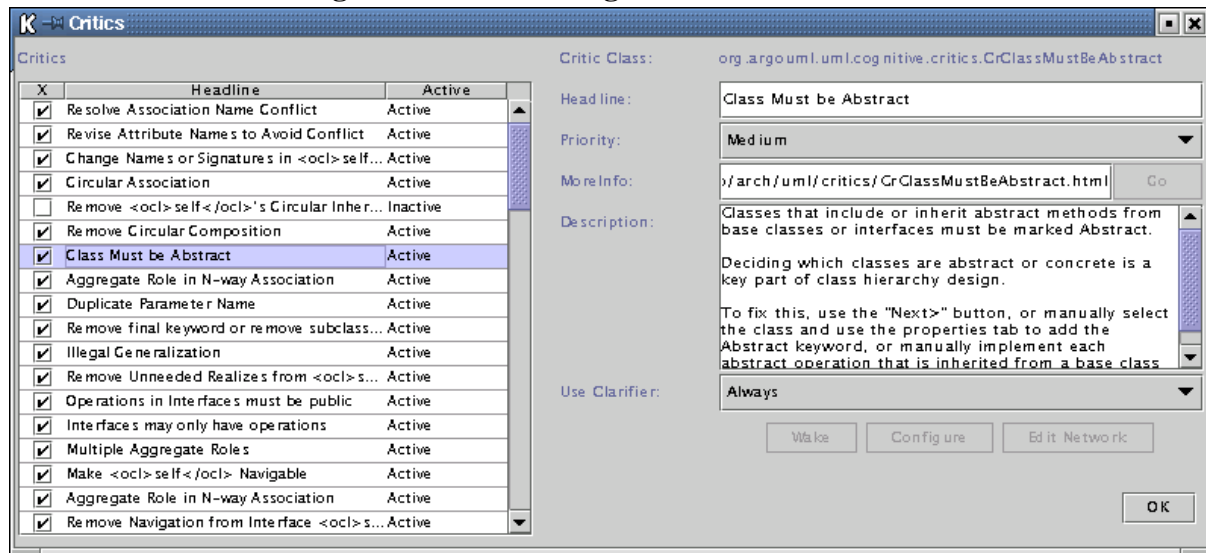 Critics
Critics
X Headline Active
Resolve Association Name Conflict Active
Revise Attribute Names to Avoid Conflict Active
Change Names or Signatures in <ocl>self... Active
Circular Association Active
Remove <ocl>self</ocl>'s Circular Inher... Inactive
Remove Circular Composition Active
Class Must be Abstract Active
Aggregate Role in N-way Association Active
Duplicate Parameter Name Active
Remove final keyword or remove subclass... Active
Illegal Generalization Active
Remove Unneeded Realizes from <ocl>s... Active
Operations in Interfaces must be public Active
Interfaces may only have operations Active
Multiple Aggregate Roles Active
Make <ocl>self</ocl> Navigable Active
Aggregate Role in N-way Association Active
Remove Navigation from Interface <ocl>s... Active
Critic Class: org.argouml.uml.cognitive.critics.CrClassMustBeAbstract
Headline: Class Must be Abstract
Priority: Medium
MoreInfo: /arch/uml/critics/CrClassMustBeAbstract.html Go
Description:
Classes that include or inherit abstract methods from
base classes or interfaces must be marked Abstract.
Deciding which classes are abstract or concrete is a
key part of class hierarchy design.
To fix this, use the "Next>" button, or manually select
the class and use the properties tab to add the
Abstract keyword, or manually implement each
abstract operation that is inherited from a base class
Use Clarifier: Always
Wake Configure Edit Network
OK